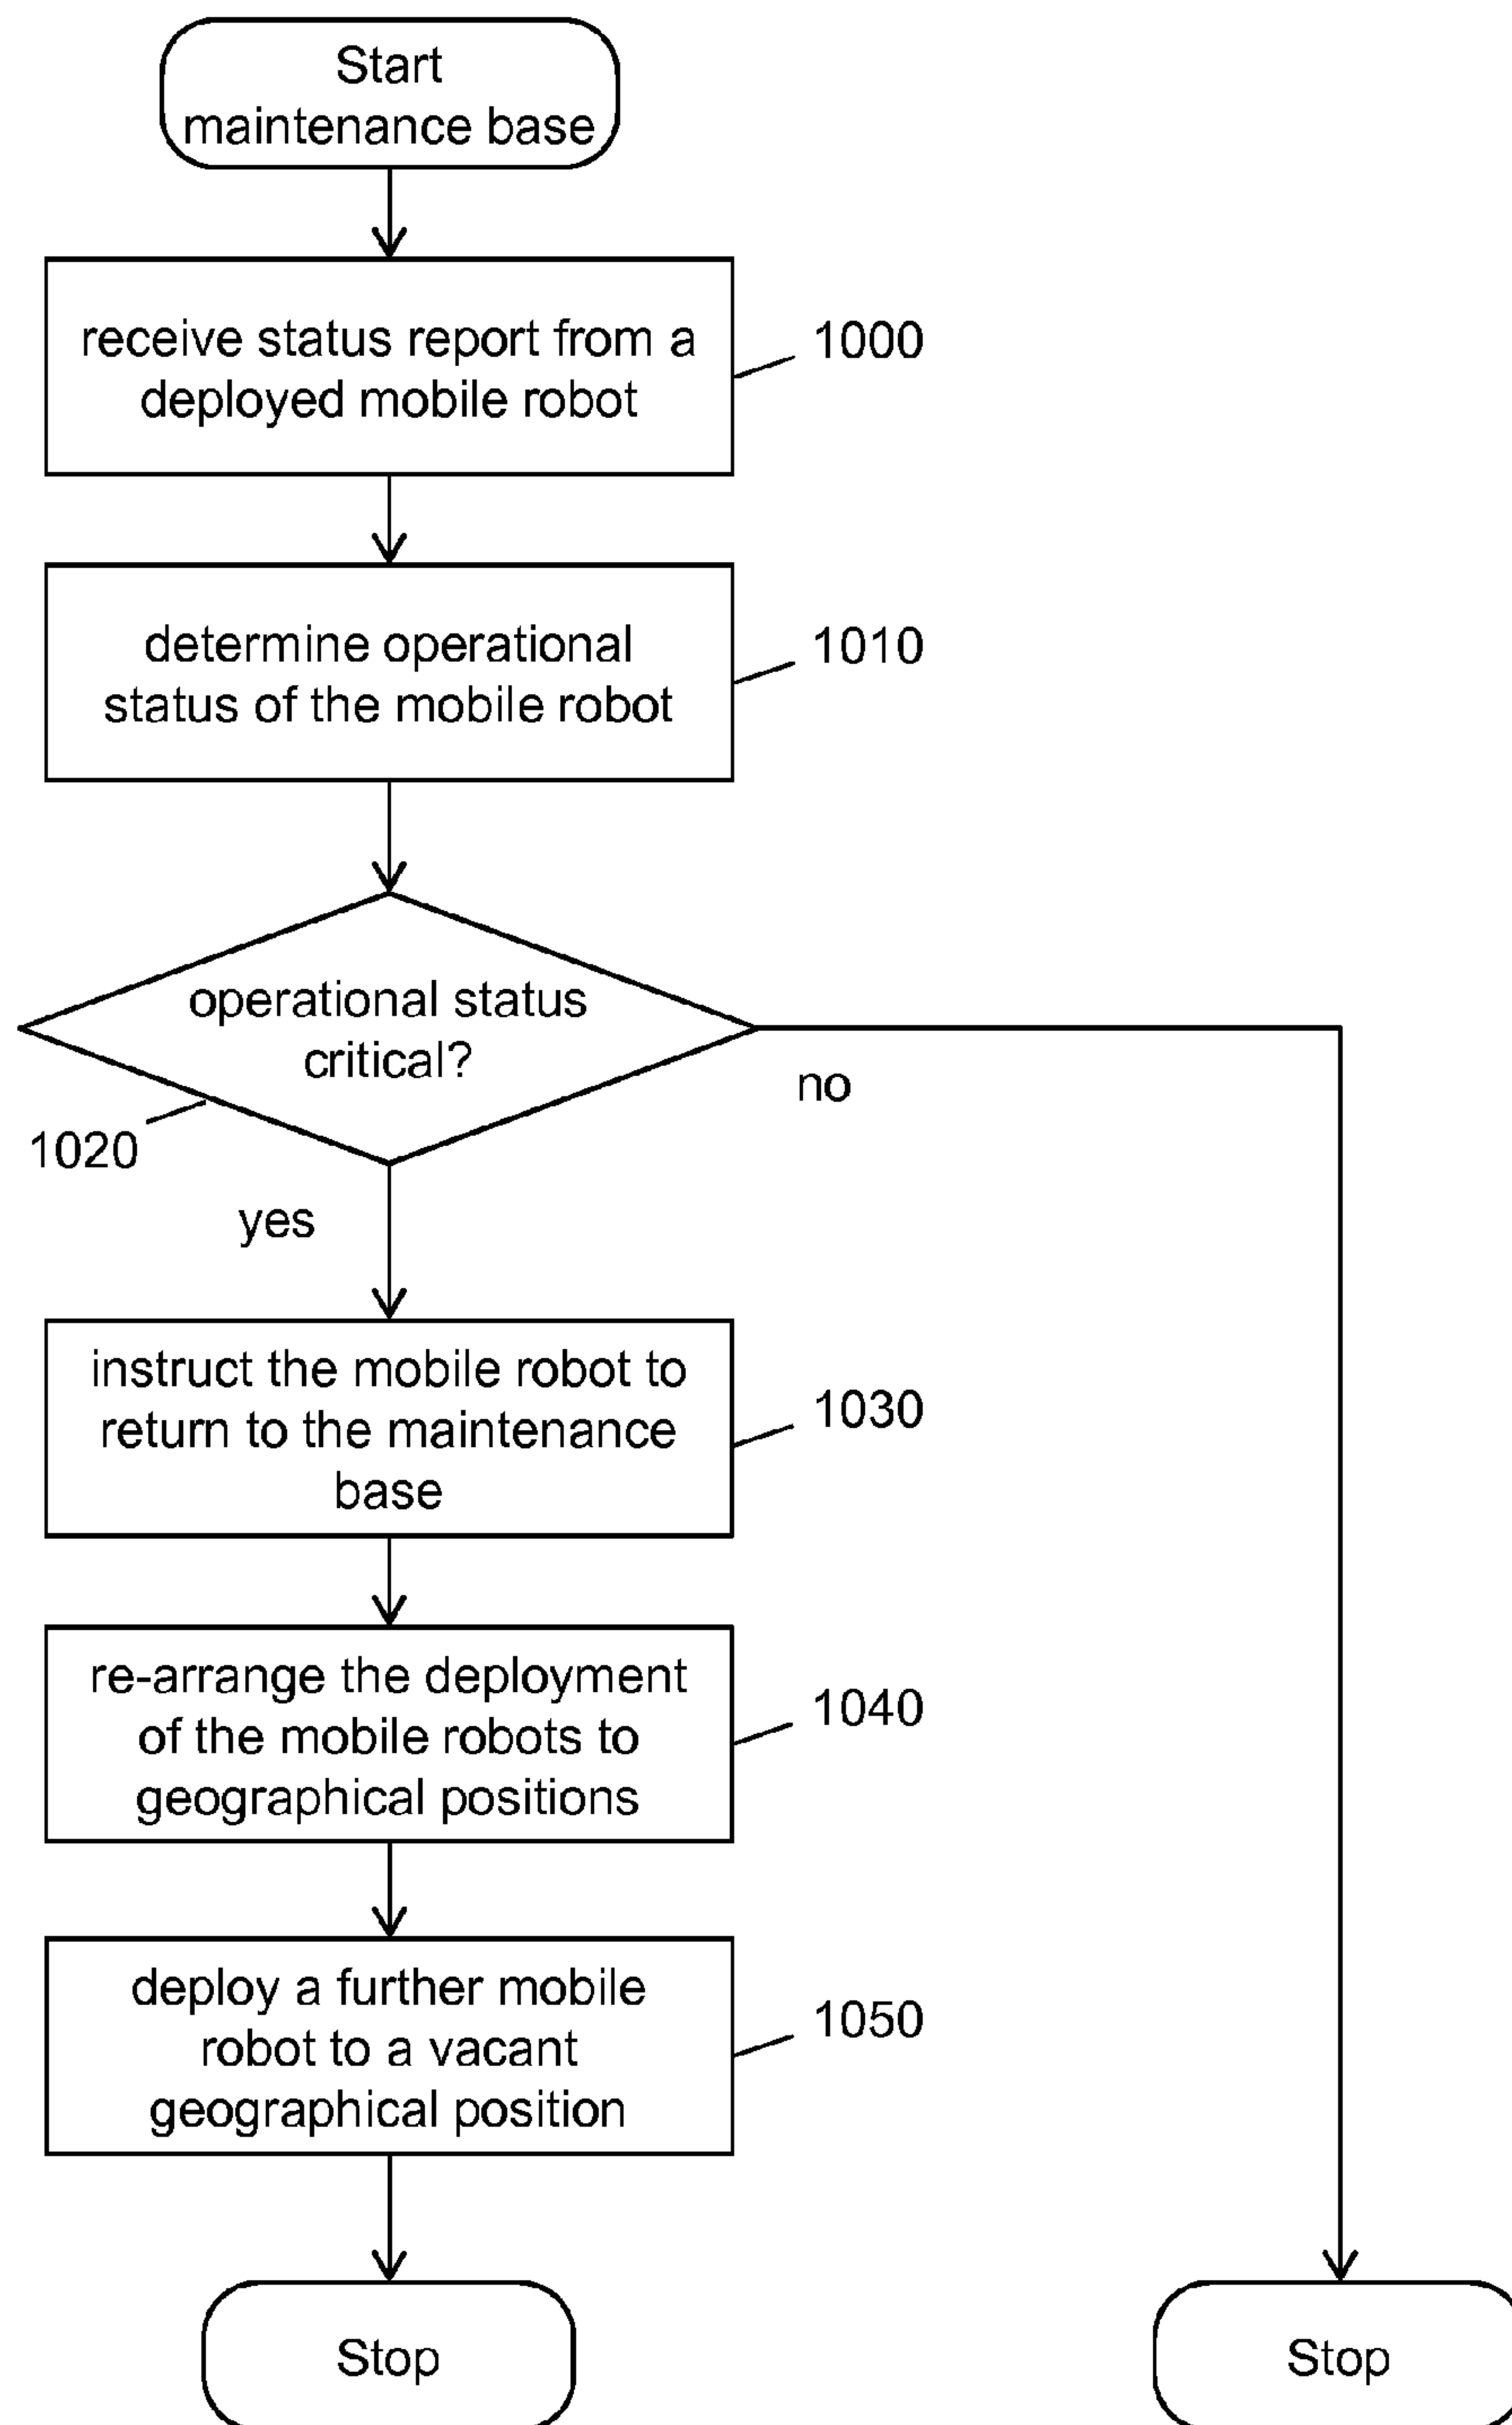 Start
maintenance base
receive status report from a
deployed mobile robot
1000
determine operational
status of the mobile robot
1010
operational status
critical?
no
1020
yes
instruct the mobile robot to
return to the maintenance
base
1030
re-arrange the deployment
of the mobile robots to
geographical positions
1040
deploy a further mobile
robot to a vacant
geographical position
1050
Stop
Stop